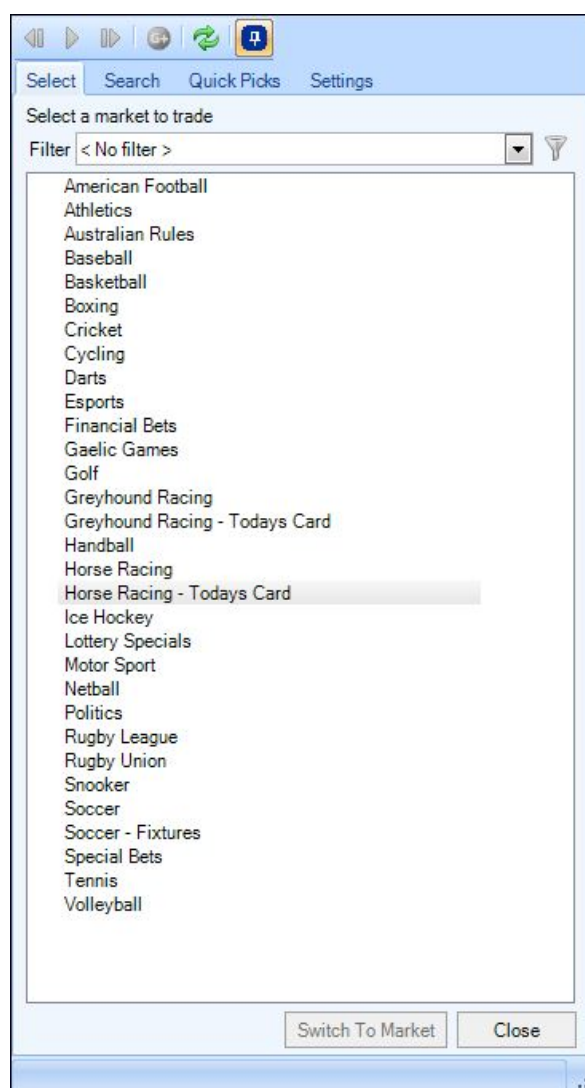 G+
Select Search Quick Picks Settings
Select a market to trade
Filter < No filter >
American Football
Athletics
Australian Rules
Baseball
Basketball
Boxing
Cricket
Cycling
Darts
Esports
Financial Bets
Gaelic Games
Golf
Greyhound Racing
Greyhound Racing - Todays Card
Handball
Horse Racing
Horse Racing - Todays Card
Ice Hockey
Lottery Specials
Motor Sport
Netball
Politics
Rugby League
Rugby Union
Snooker
Soccer
Soccer - Fixtures
Special Bets
Tennis
Volleyball
Switch To Market Close